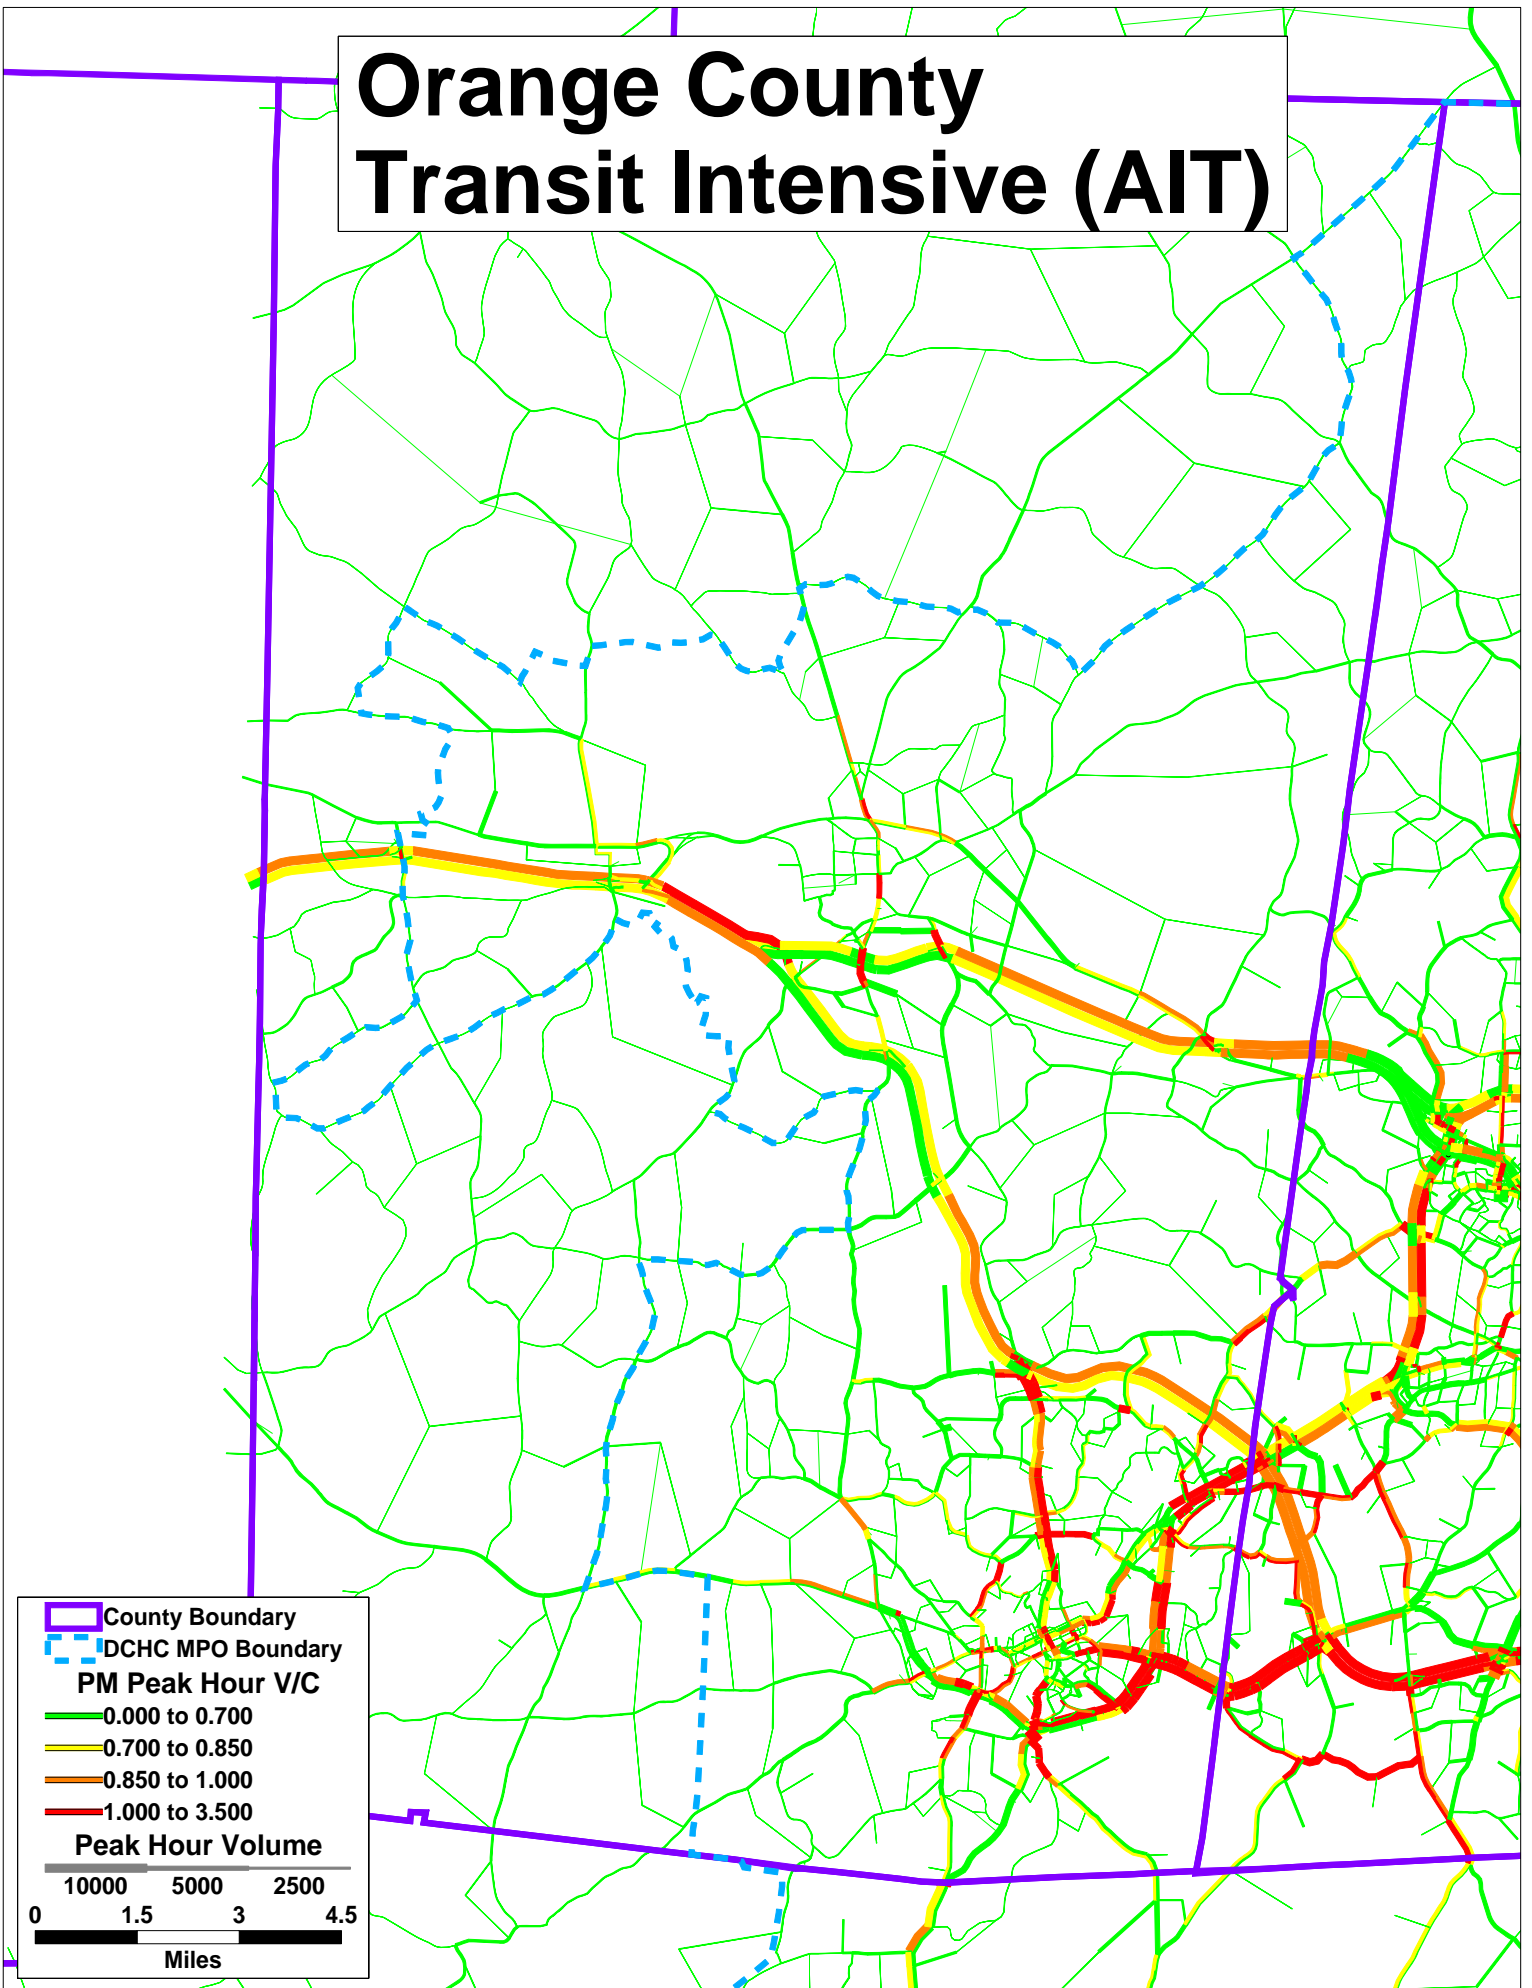 Orange County
Transit Intensive (AIT)
County Boundary
DCHC MPO Boundary
PM Peak Hour V/C
0.000 to 0.700
0.700 to 0.850
0.850 to 1.000
1.000 to 3.500
Peak Hour Volume
10000 5000 2500
0 1.5 3 4.5
Miles